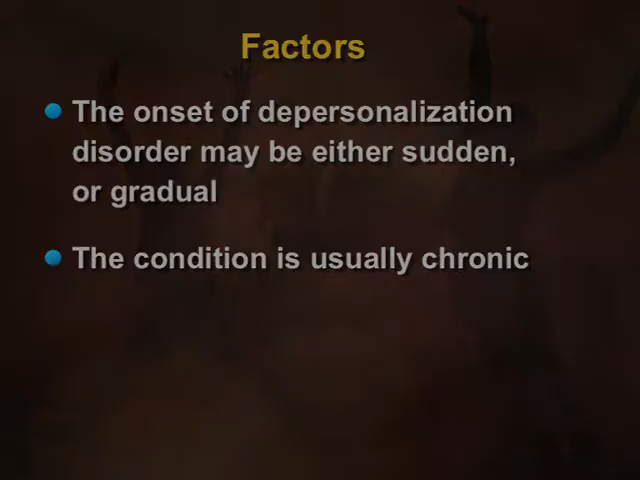 Factors
The onset of depersonalization
disorder may be either sudden,
or gradual
The condition is usually chronic